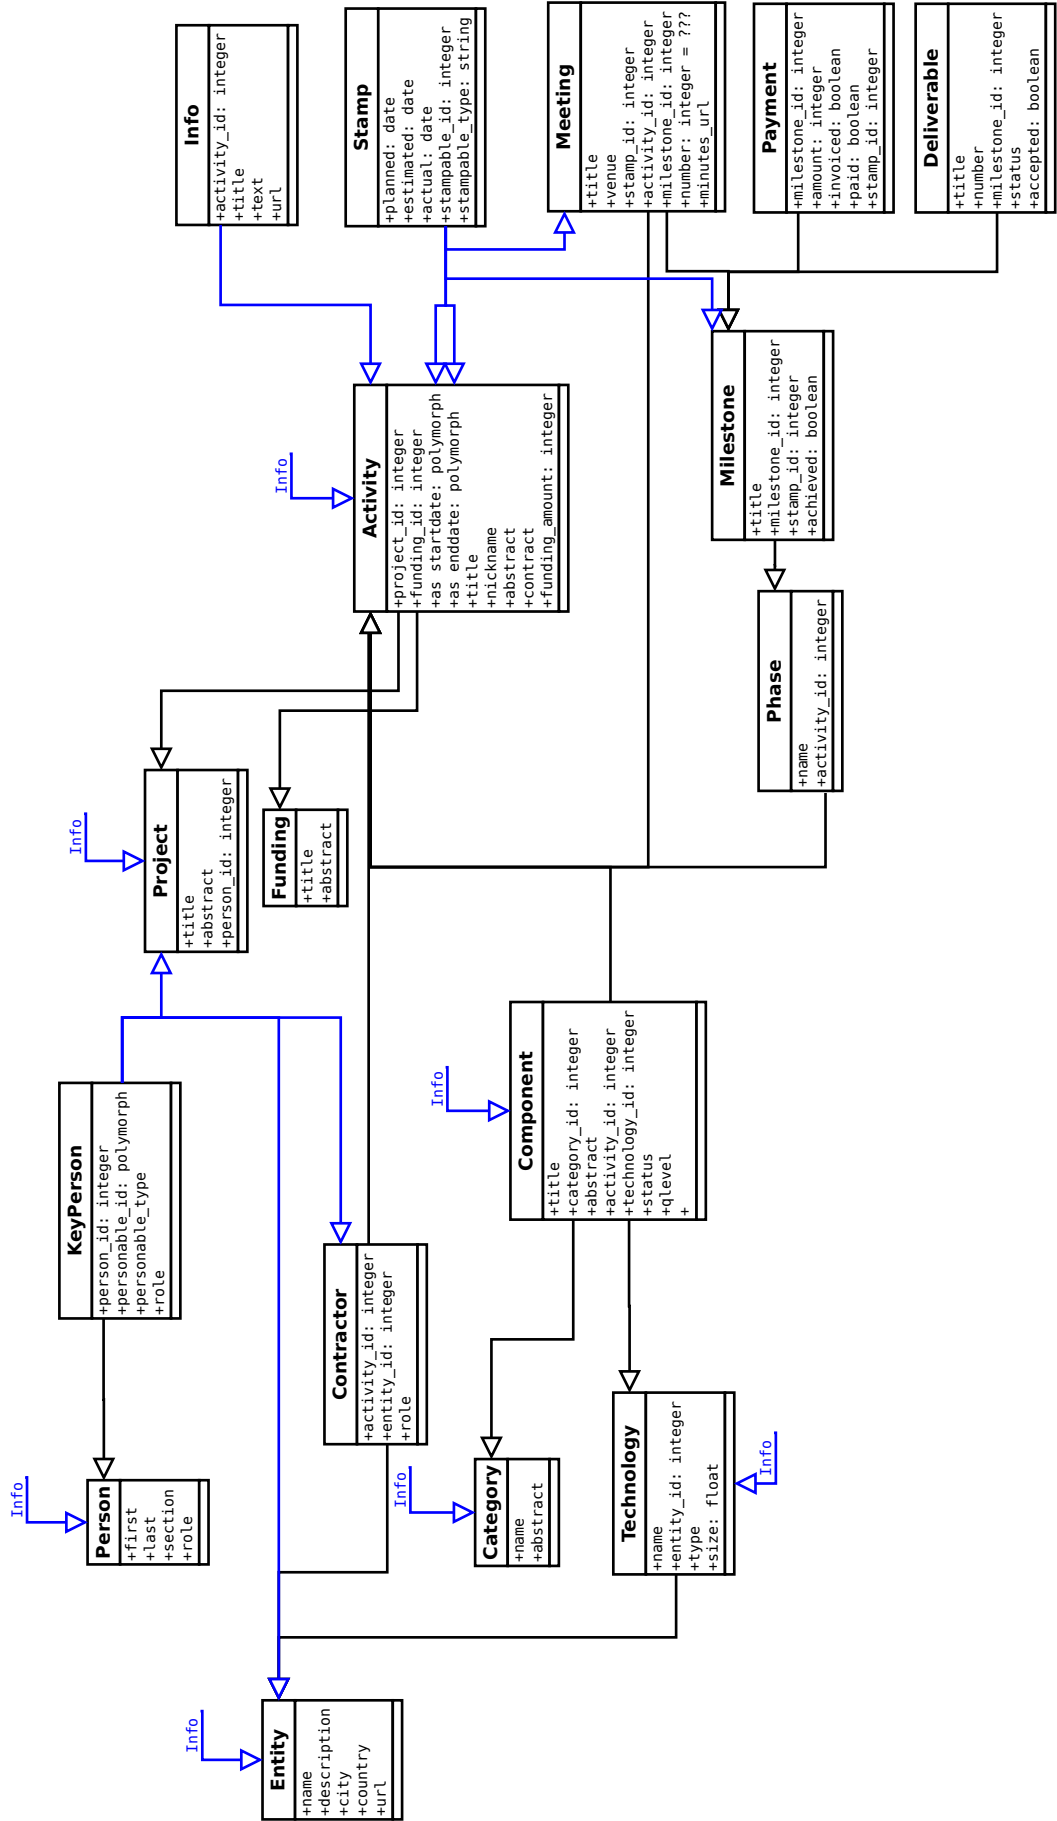 Info
+activity_id: integer
+title
+text
+url
Stamp
+planned: date
+estimated: date
+actual: date
+stampable_id: integer
+stampable_type: string
Meeting
+title
+venue
+stamp_id: integer
+activity_id: integer
+milestone_id: integer
+number: integer = ???
+minutes_url
Payment
+milestone_id: integer
+amount: integer
+invoiced: boolean
+paid: boolean
+stamp_id: integer
Deliverable
+title
+number
+milestone_id: integer
+status
+accepted: boolean
Info
Activity
+project_id: integer
+funding_id: integer
+as startdate: polymorph
+as enddate: polymorph
+title
+nickname
+abstract
+contract
+funding_amount: integer
Milestone
+title
+milestone_id: integer
+stamp_id: integer
+achieved: boolean
Phase
+name
+activity_id: integer
Info
Project
+title
+abstract
+person_id: integer
Funding
+title
+abstract
KeyPerson
+person_id: integer
+personable_id: polymorph
+personable_type
+role
Info
Component
+title
+category_id: integer
+abstract
+activity_id: integer
+technology_id: integer
+status
+qlevel
+
Contractor
+activity_id: integer
+entity_id: integer
+role
Info
Person
+first
+last
+section
+role
Info
Category
+name
+abstract
Technology
+name
+entity_id: integer
+type
+size: float
Info
Info
Entity
+name
+description
+city
+country
+url